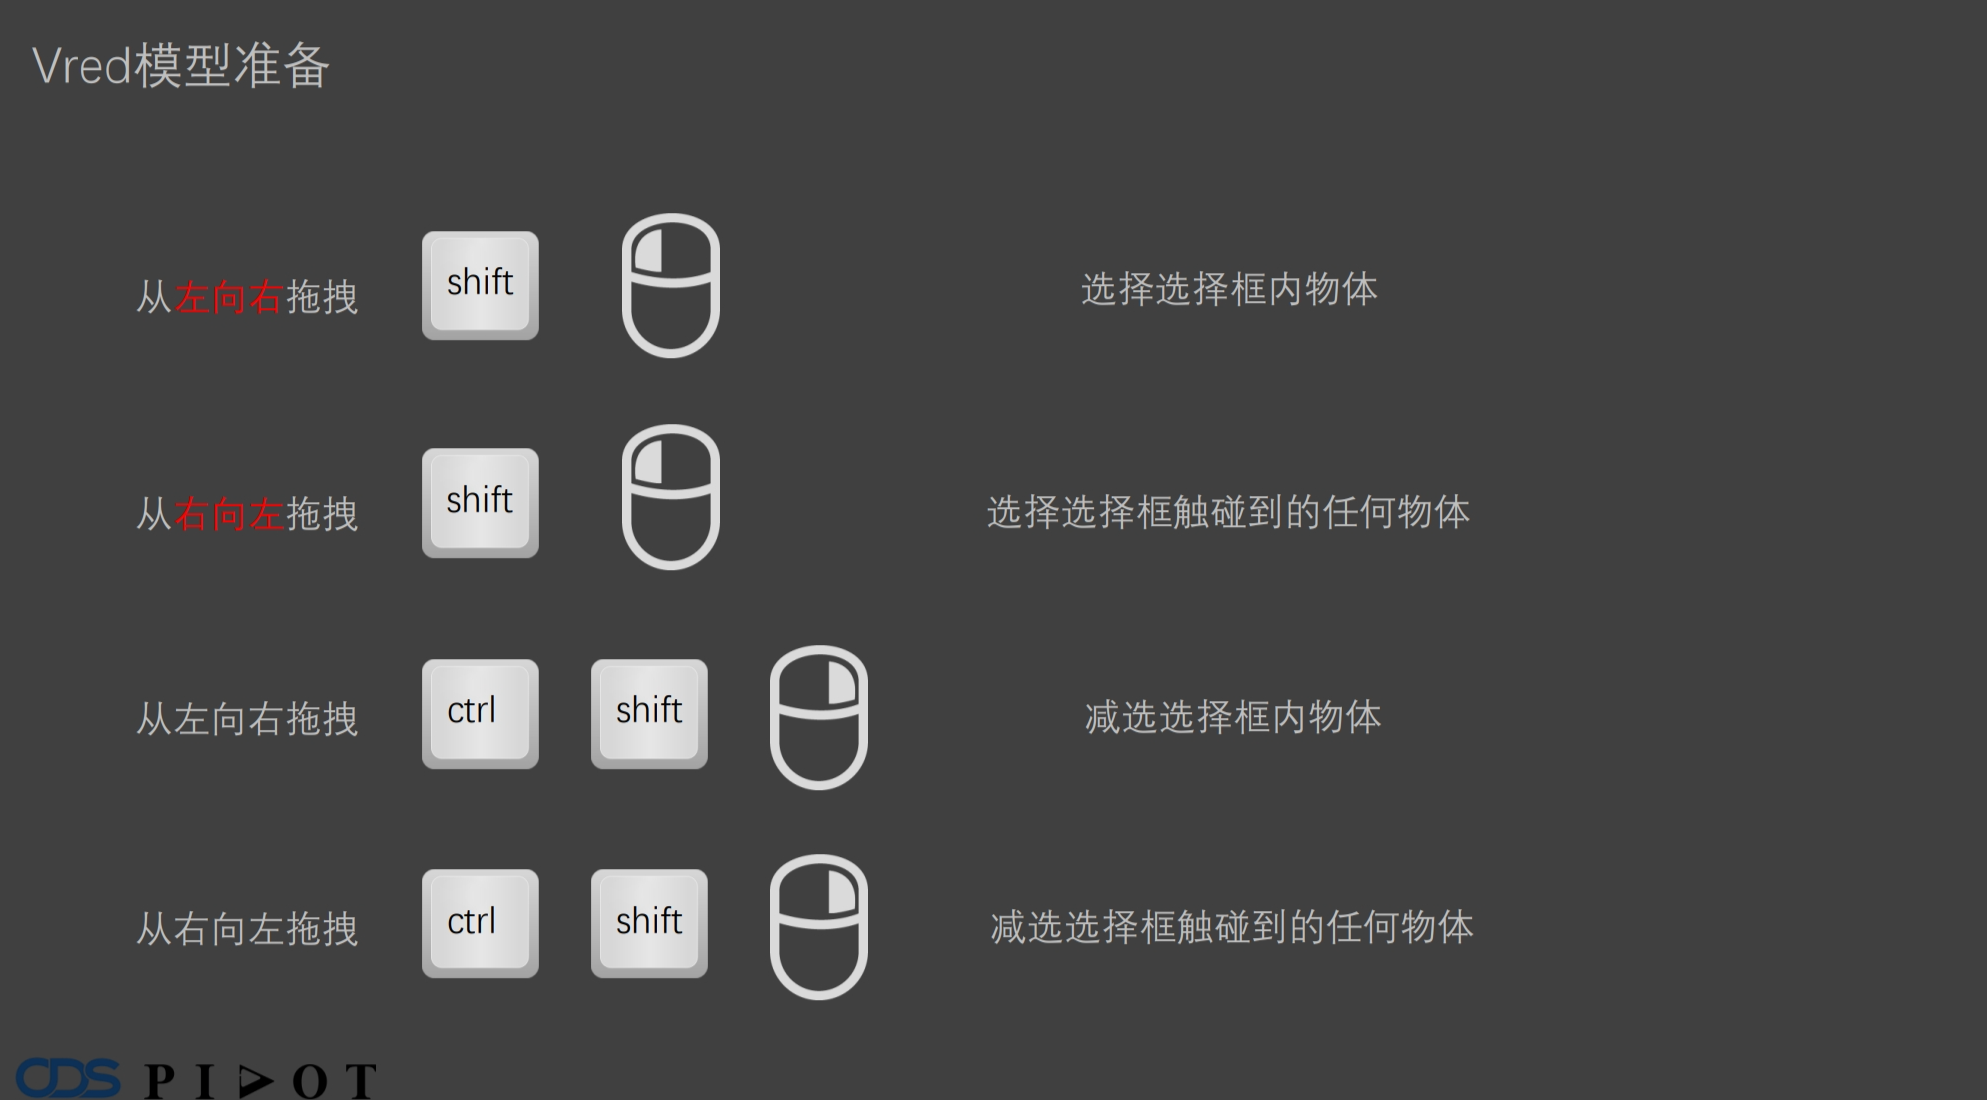 Vred模型准备
从左向右拖拽 shift 选择选择框内物体
从右向左拖拽 shift 选择选择框触碰到的任何物体
从左向右拖拽 ctrl shift 减选选择框内物体
从右向左拖拽 ctrl shift 减选选择框触碰到的任何物体
CDS PIVOT